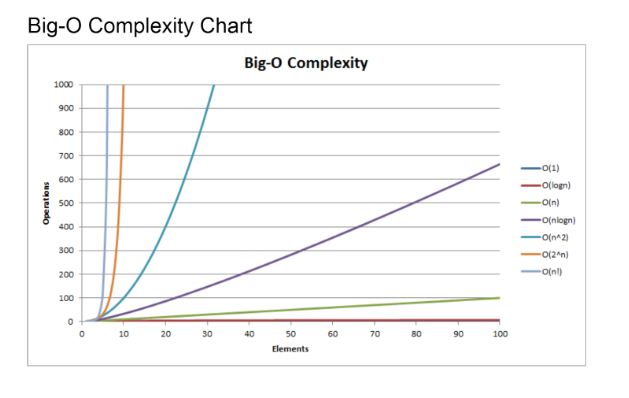 Big-O Complexity Chart
Big-O Complexity
1000
900
800
700
600
500
400
300
200
100
0
Operations
0 10 20 30 40 50 60 70 80 90 100
Elements
O(1)
O(logn)
O(n)
O(nlogn)
O(n^2)
O(2^n)
O(n!)